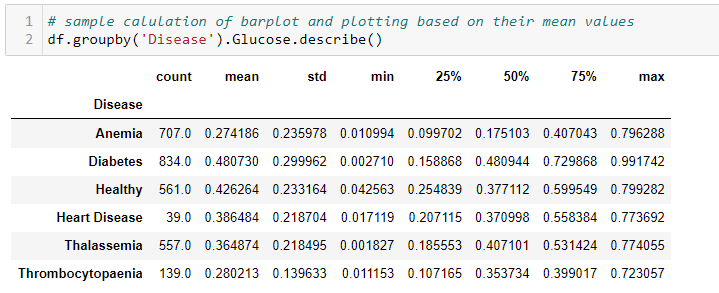 1 # sample calulation of barplot and plotting based on their mean values
2 df.groupby('Disease').Glucose.describe()
count mean std min 25% 50% 75% max
Disease
Anemia 707.0 0.274186 0.235978 0.010994 0.099702 0.175103 0.407043 0.796288
Diabetes 834.0 0.480730 0.299962 0.002710 0.158868 0.480944 0.729868 0.991742
Healthy 561.0 0.426264 0.233164 0.042563 0.254839 0.377112 0.599549 0.799282
Heart Disease 39.0 0.386484 0.218704 0.017119 0.207115 0.370998 0.558384 0.773692
Thalassemia 557.0 0.364874 0.218495 0.001827 0.185553 0.407101 0.531424 0.774055
Thrombocytopaenia 139.0 0.280213 0.139633 0.011153 0.107165 0.353734 0.399017 0.723057